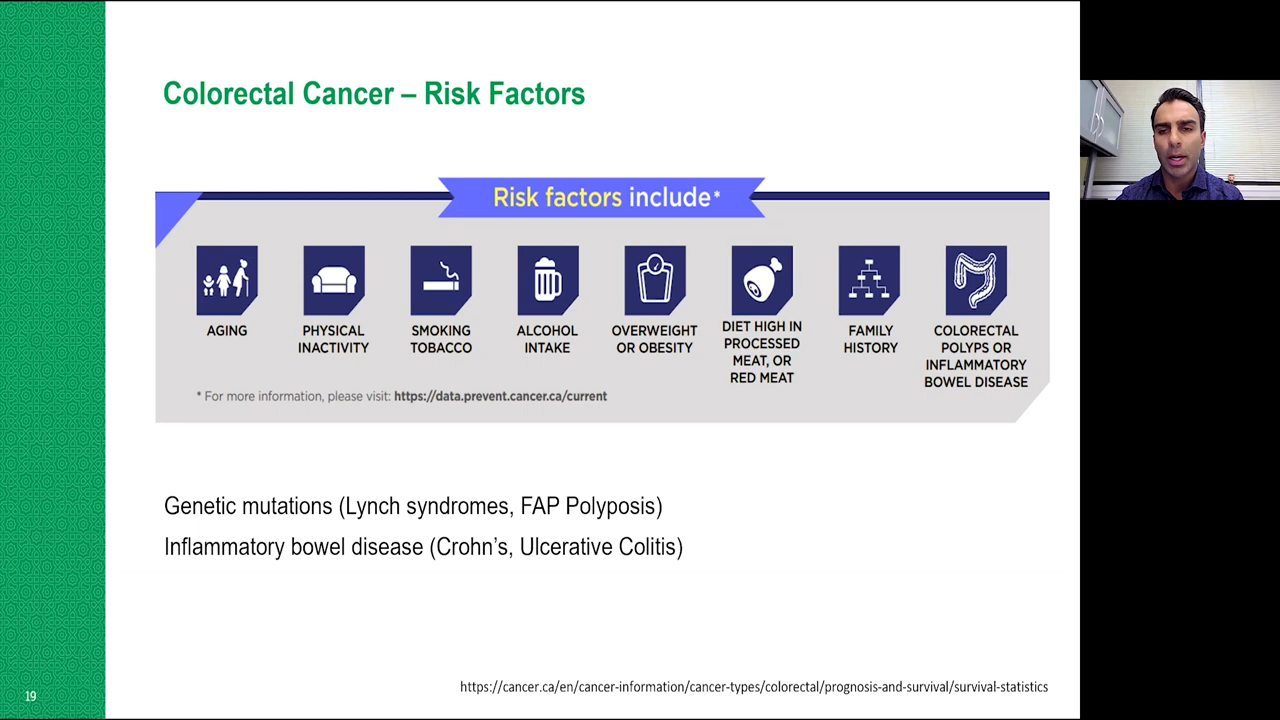 Colorectal Cancer – Risk Factors
Risk factors include*
AGING
PHYSICAL
INACTIVITY
SMOKING
TOBACCO
ALCOHOL
INTAKE
OVERWEIGHT
OR OBESITY
DIET HIGH IN
PROCESSED
MEAT, OR
RED MEAT
FAMILY
HISTORY
COLORECTAL
POLYPS OR
INFLAMMATORY
BOWEL DISEASE
* For more information, please visit: https://data.prevent.cancer.ca/current
Genetic mutations (Lynch syndromes, FAP Polyposis)
Inflammatory bowel disease (Crohn’s, Ulcerative Colitis)
https://cancer.ca/en/cancer-information/cancer-types/colorectal/prognosis-and-survival/survival-statistics
19